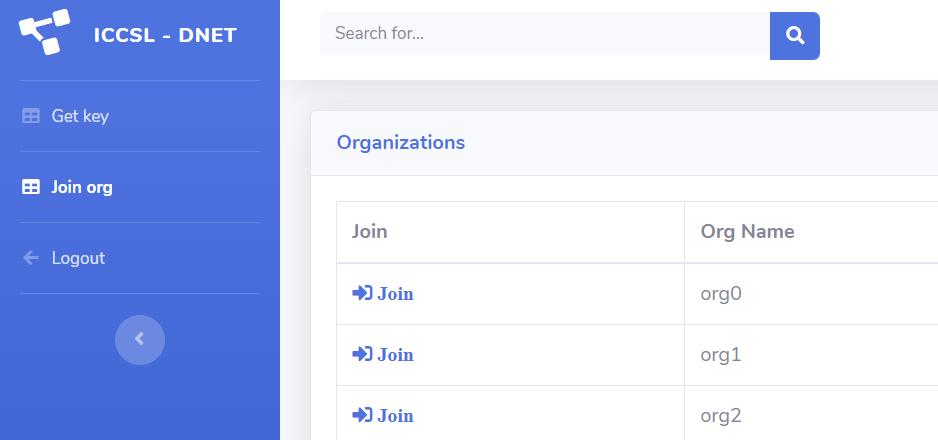 ICCSL - DNET
Search for...
Get key
Join org
Logout
Organizations
Join Org Name
Join org0
Join org1
Join org2